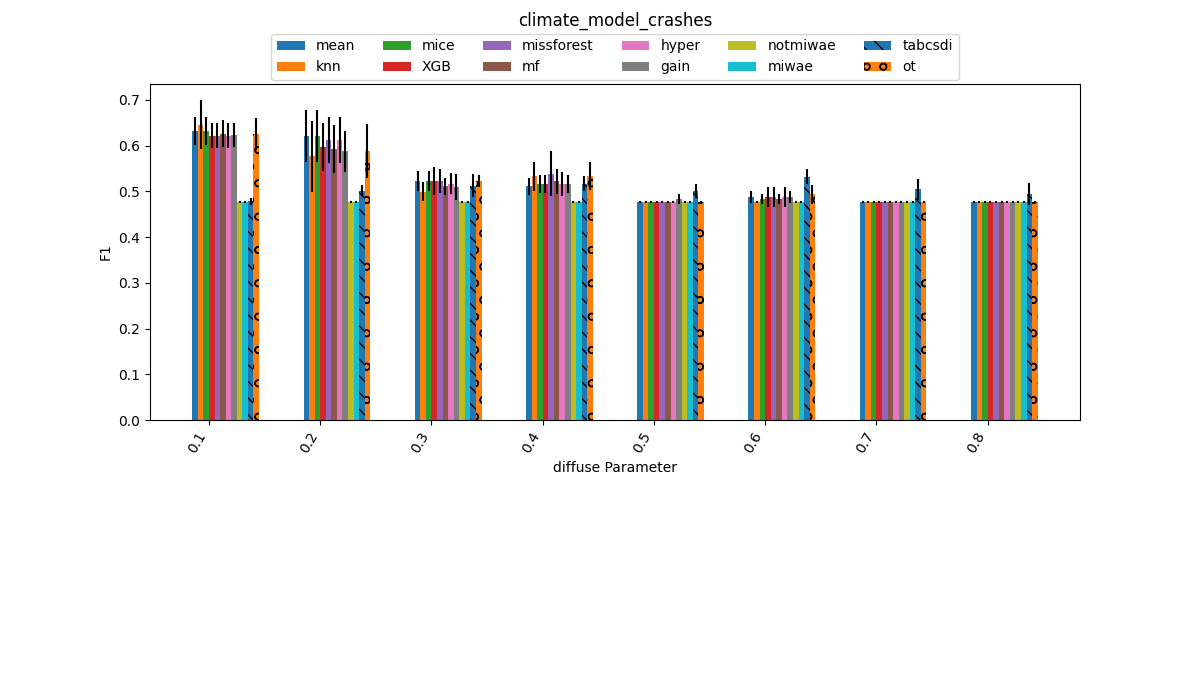 climate_model_crashes
mean mice missforest hyper notmiwae tabcsdi
knn XGB mf gain miwae ot
0.7
0.6
0.5
0.4
0.3
0.2
0.1
0.0
F1
0.1 0.2 0.3 0.4 0.5 0.6 0.7 0.8
diffuse Parameter